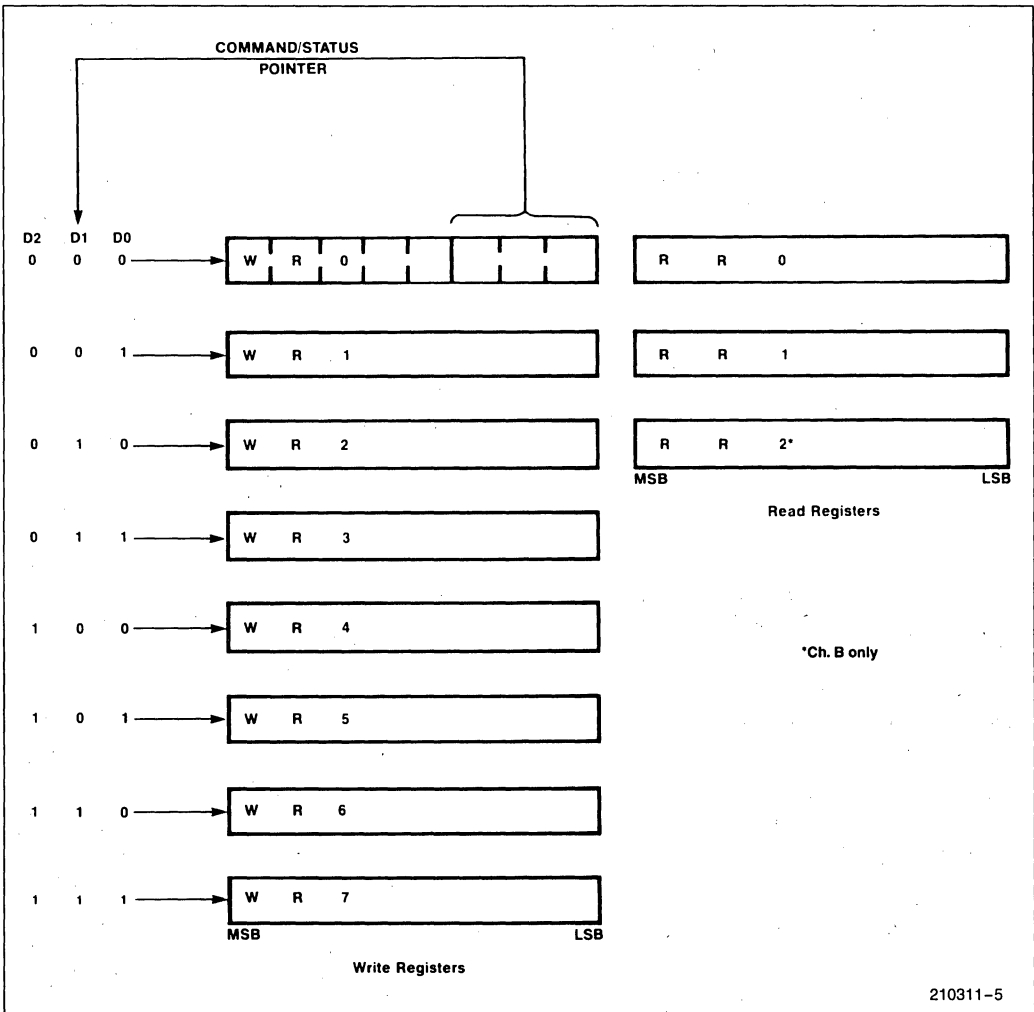 COMMAND/STATUS
POINTER
D2 D1 D0
0 0 0 W R 0 R R 0
0 0 1 W R 1 R R 1
0 1 0 W R 2 R R 2*
MSB LSB
Read Registers
0 1 1 W R 3
1 0 0 W R 4
*Ch. B only
1 0 1 W R 5
1 1 0 W R 6
1 1 1 W R 7
MSB LSB
Write Registers
210311–5